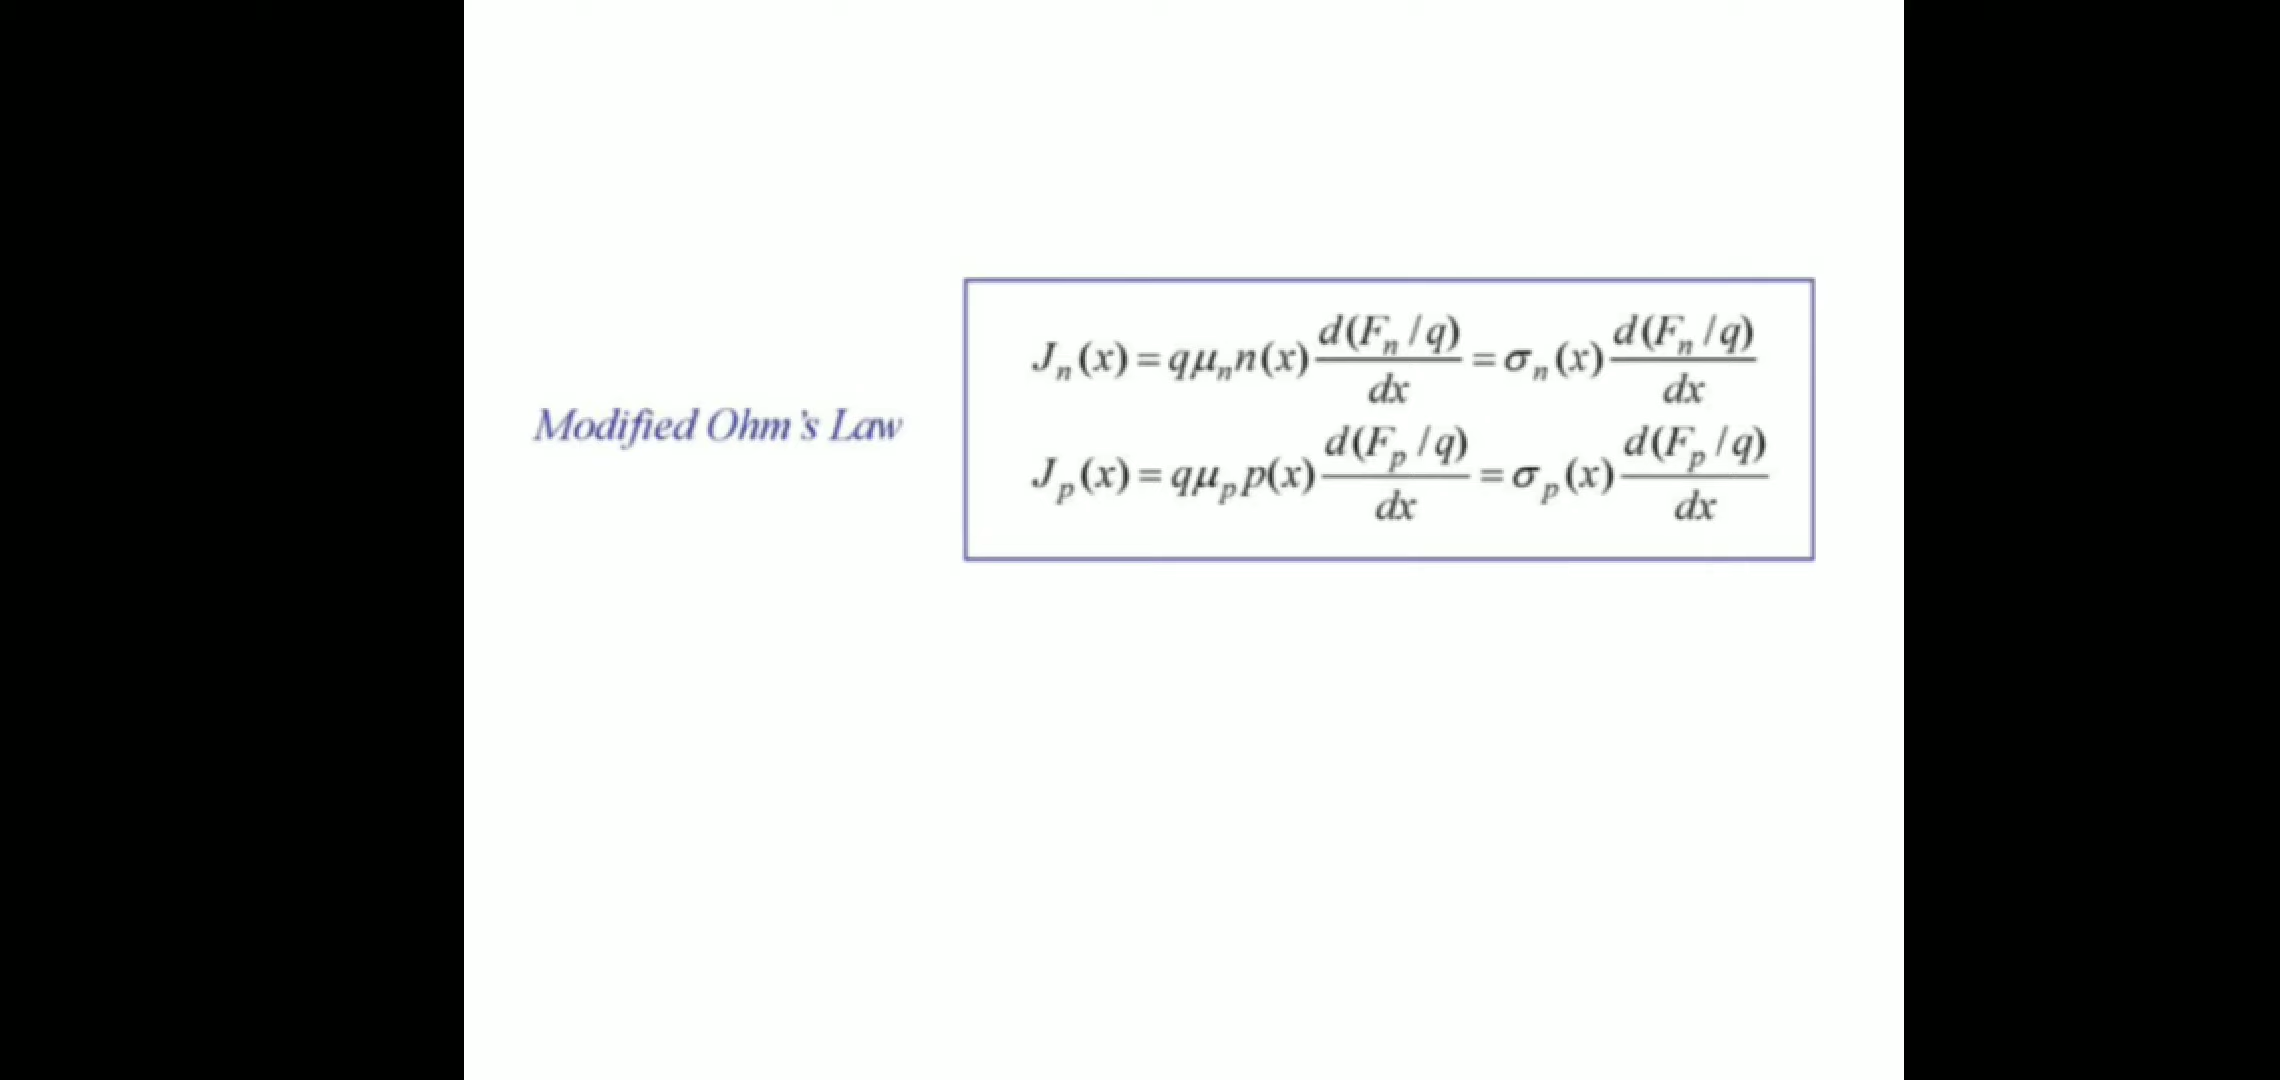 Modified Ohm's Law
J_n(x) = qμ_n n(x) d(F_n/q)/dx = σ_n(x) d(F_n/q)/dx
J_p(x) = qμ_p p(x) d(F_p/q)/dx = σ_p(x) d(F_p/q)/dx